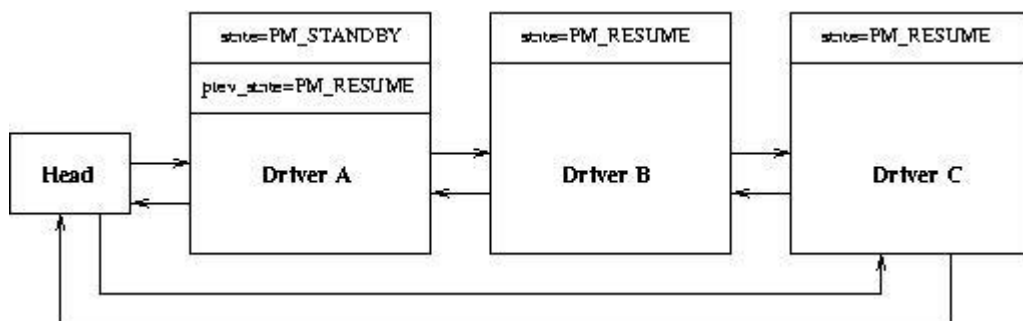 state=PM_STANDBY
prev_state=PM_RESUME
Driver A
state=PM_RESUME
Driver B
state=PM_RESUME
Driver C
Head